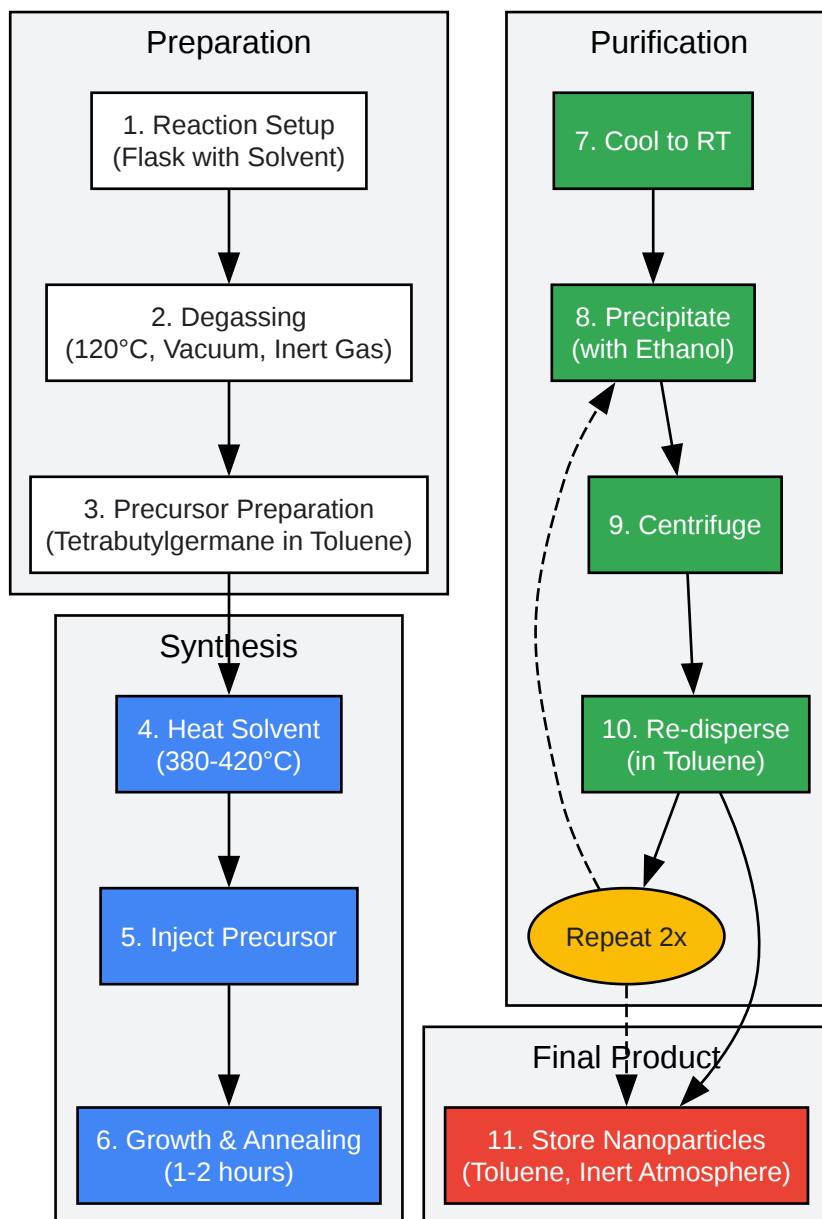 Preparation
1. Reaction Setup
(Flask with Solvent)
2. Degassing
(120°C, Vacuum, Inert Gas)
3. Precursor Preparation
(Tetrabutylgermane in Toluene)
Synthesis
4. Heat Solvent
(380-420°C)
5. Inject Precursor
6. Growth & Annealing
(1-2 hours)
Purification
7. Cool to RT
8. Precipitate
(with Ethanol)
9. Centrifuge
10. Re-disperse
(in Toluene)
Repeat 2x
Final Product
11. Store Nanoparticles
(Toluene, Inert Atmosphere)